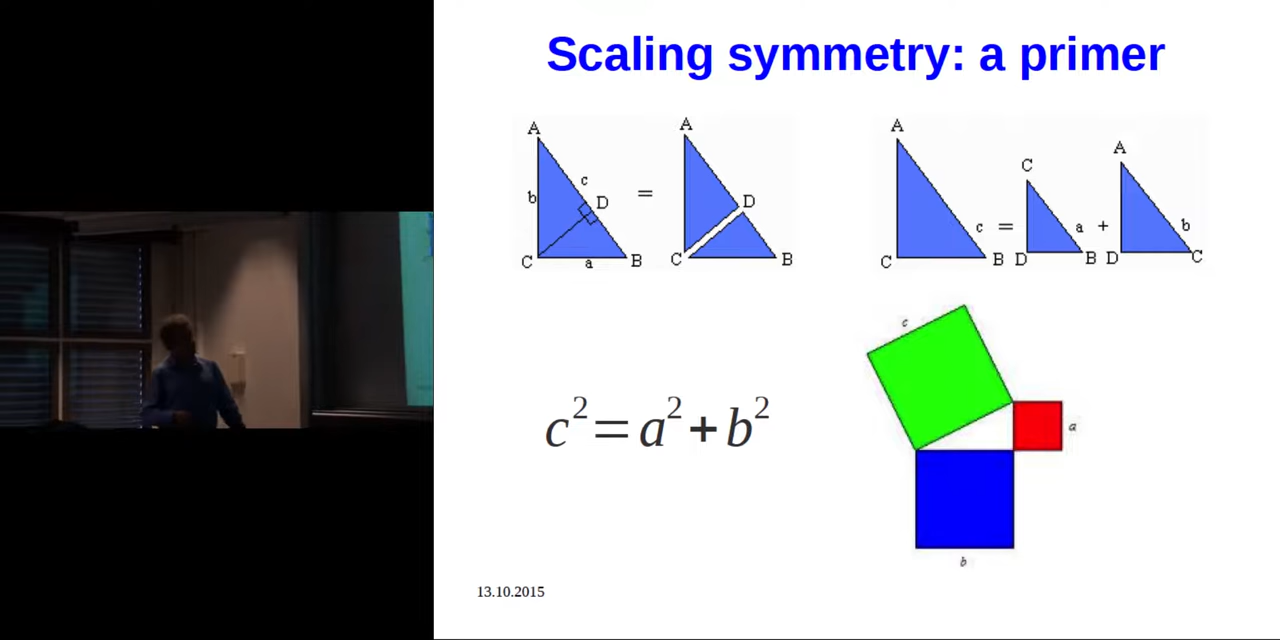 Scaling symmetry: a primer
A
b
c
D
C
a
B
=
A
D
C
B
A
c
C
B
=
C
a
D
B
+
A
b
D
C
c² = a² + b²
c
a
b
13.10.2015